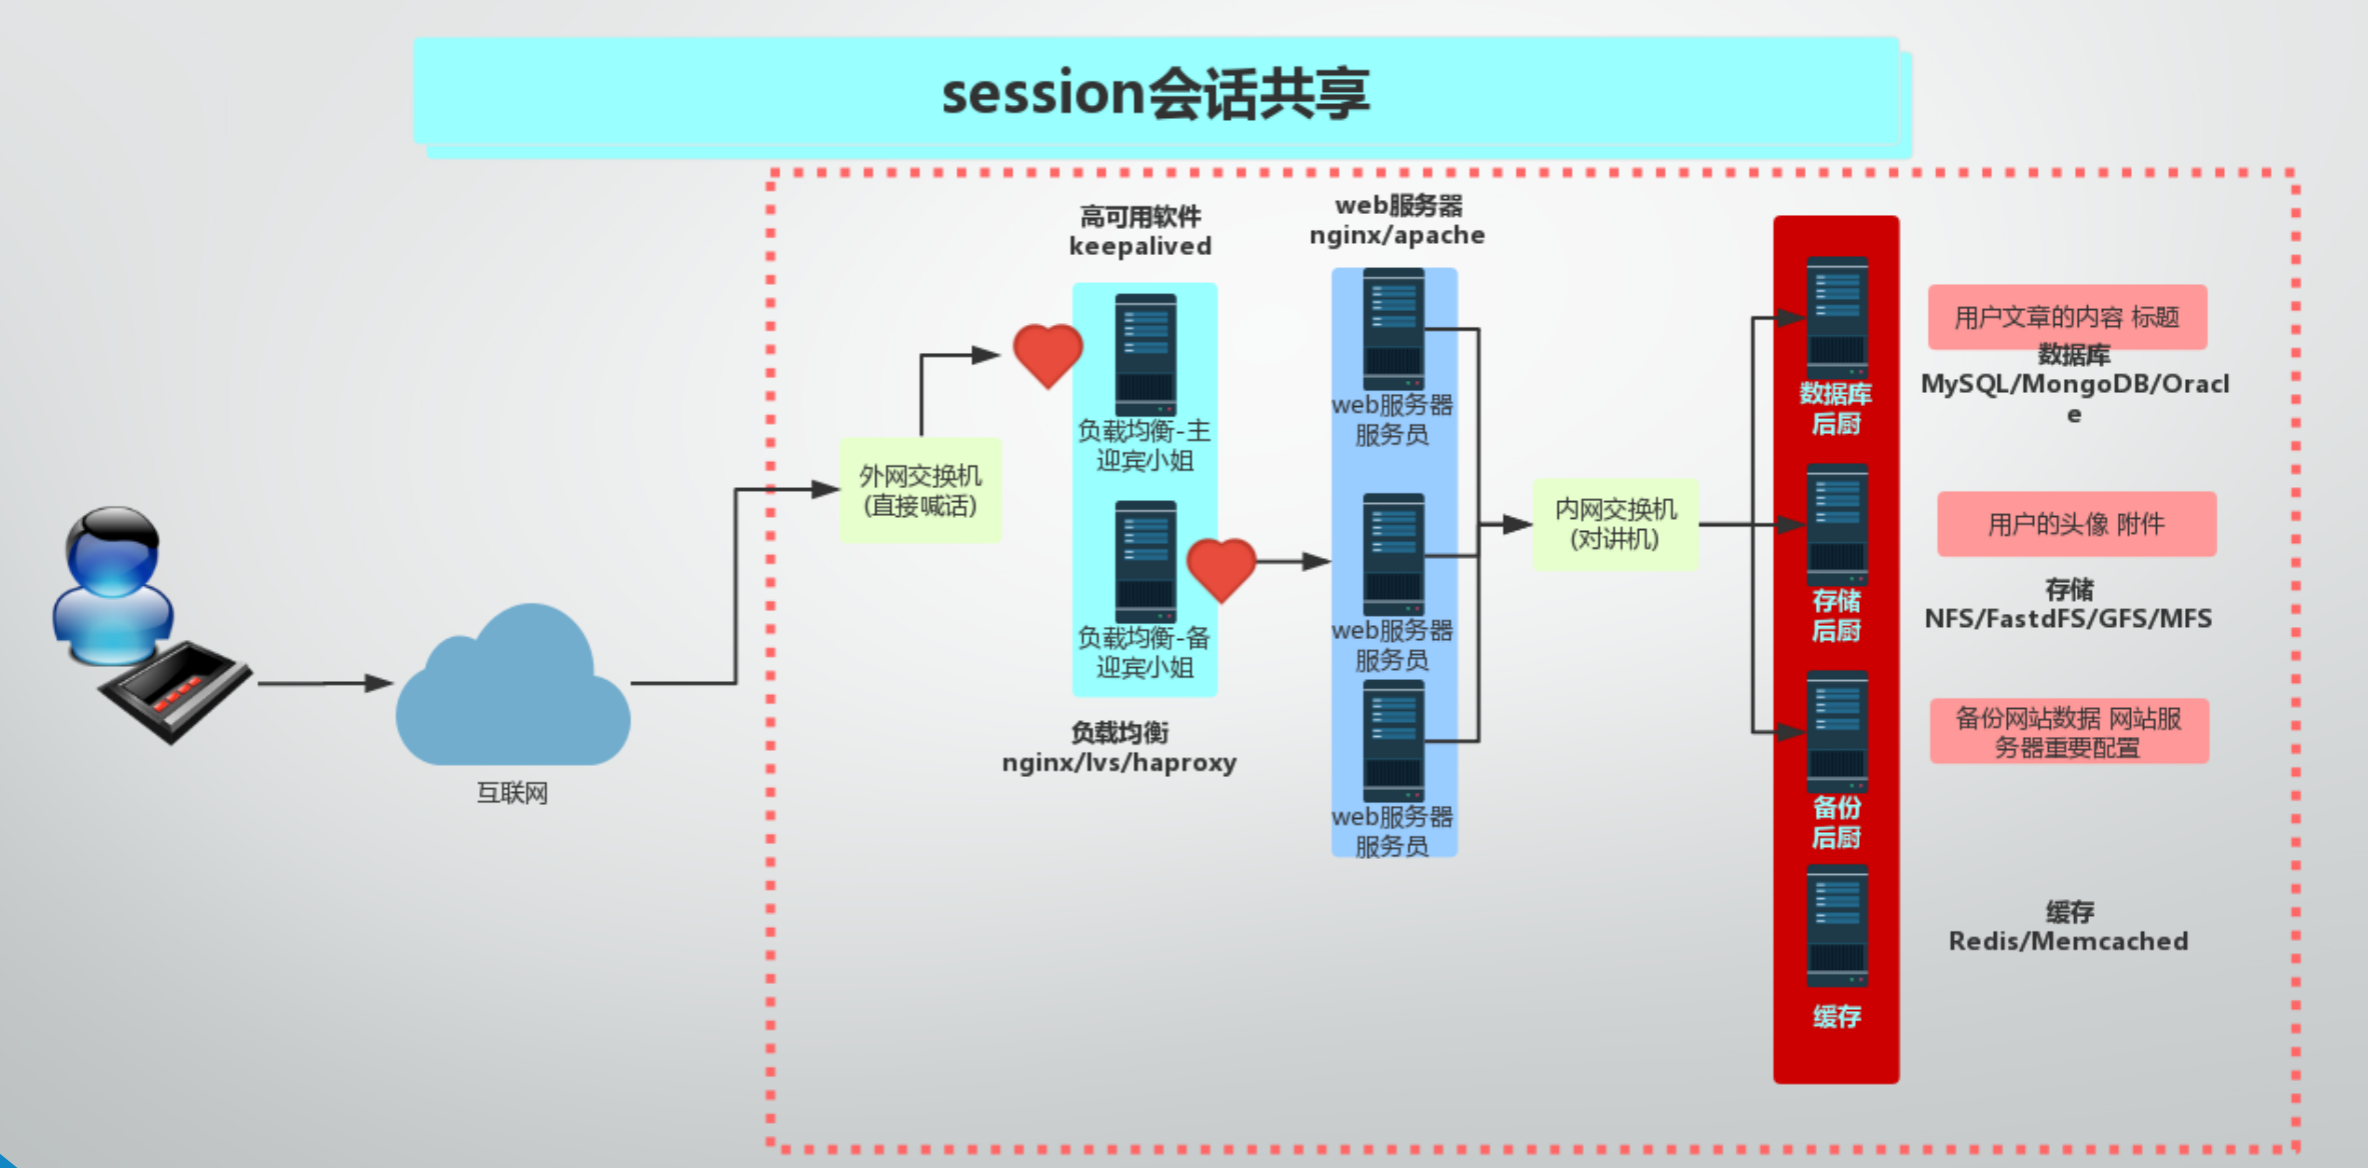 session会话共享
高可用软件
keepalived
web服务器
nginx/apache
负载均衡-主
迎宾小姐
负载均衡-备
迎宾小姐
负载均衡
nginx/lvs/haproxy
外网交换机
(直接喊话)
互联网
web服务器
服务员
web服务器
服务员
web服务器
服务员
内网交换机
(对讲机)
数据库
后厨
存储
后厨
备份
后厨
缓存
用户文章的内容 标题
数据库
MySQL/MongoDB/Oracl
e
用户的头像 附件
存储
NFS/FastdFS/GFS/MFS
备份网站数据 网站服
务器重要配置
缓存
Redis/Memcached